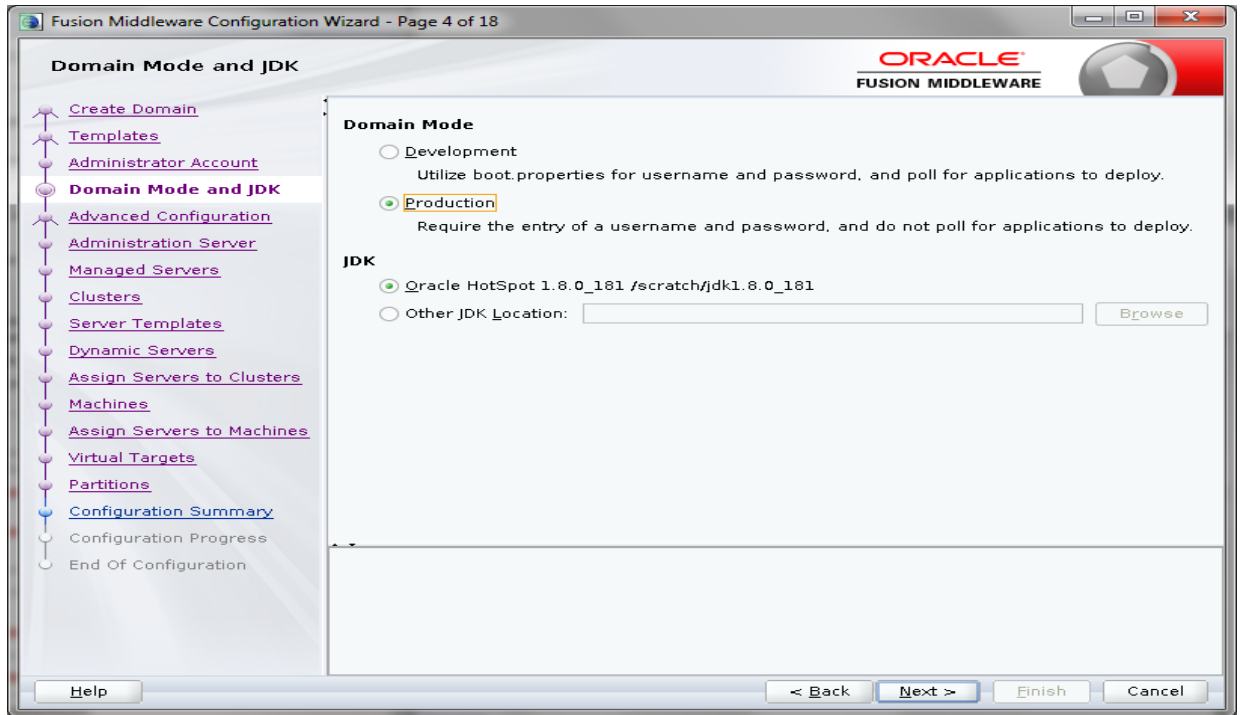 Fusion Middleware Configuration Wizard - Page 4 of 18
Domain Mode and JDK
ORACLE
FUSION MIDDLEWARE
Create Domain
Templates
Administrator Account
Domain Mode and JDK
Advanced Configuration
Administration Server
Managed Servers
Clusters
Server Templates
Dynamic Servers
Assign Servers to Clusters
Machines
Assign Servers to Machines
Virtual Targets
Partitions
Configuration Summary
Configuration Progress
End Of Configuration
Domain Mode
Development
Utilize boot.properties for username and password, and poll for applications to deploy.
Production
Require the entry of a username and password, and do not poll for applications to deploy.
JDK
Oracle HotSpot 1.8.0_181 /scratch/jdk1.8.0_181
Other JDK Location:
Browse
Help
< Back
Next >
Finish
Cancel